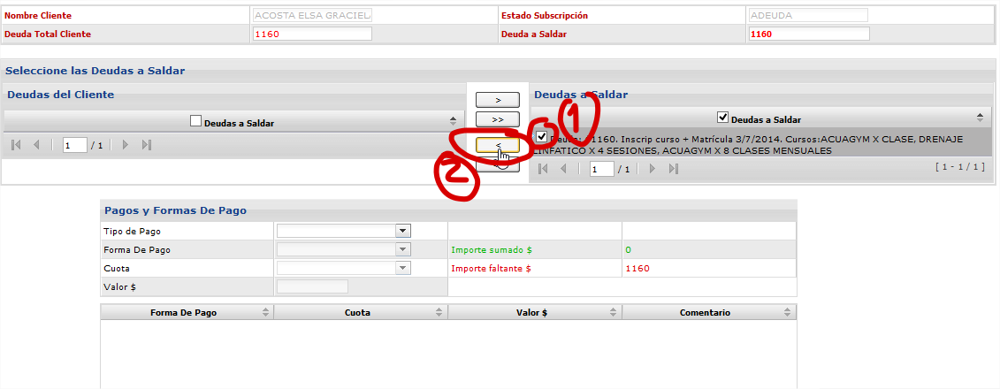 Nombre Cliente ACOSTA ELSA GRACIEL Estado Subscripción ADEUDA
Deuda Total Cliente 1160 Deuda a Saldar 1160
Seleccione las Deudas a Saldar
Deudas del Cliente > Deudas a Saldar
Deudas a Saldar >> Deudas a Saldar
1 / 1 < 1160, Inscrip curso + Matrícula 3/7/2014, Cursos:ACUAGYM X CLASE, DRENAJE
LINFATICO X 4 SESIONES, ACUAGYM X 8 CLASES MENSUALES
1 / 1 [ 1 - 1 / 1 ]
1
2
Pagos y Formas De Pago
Tipo de Pago
Forma De Pago Importe sumado $ 0
Cuota Importe faltante $ 1160
Valor $
Forma De Pago Cuota Valor $ Comentario